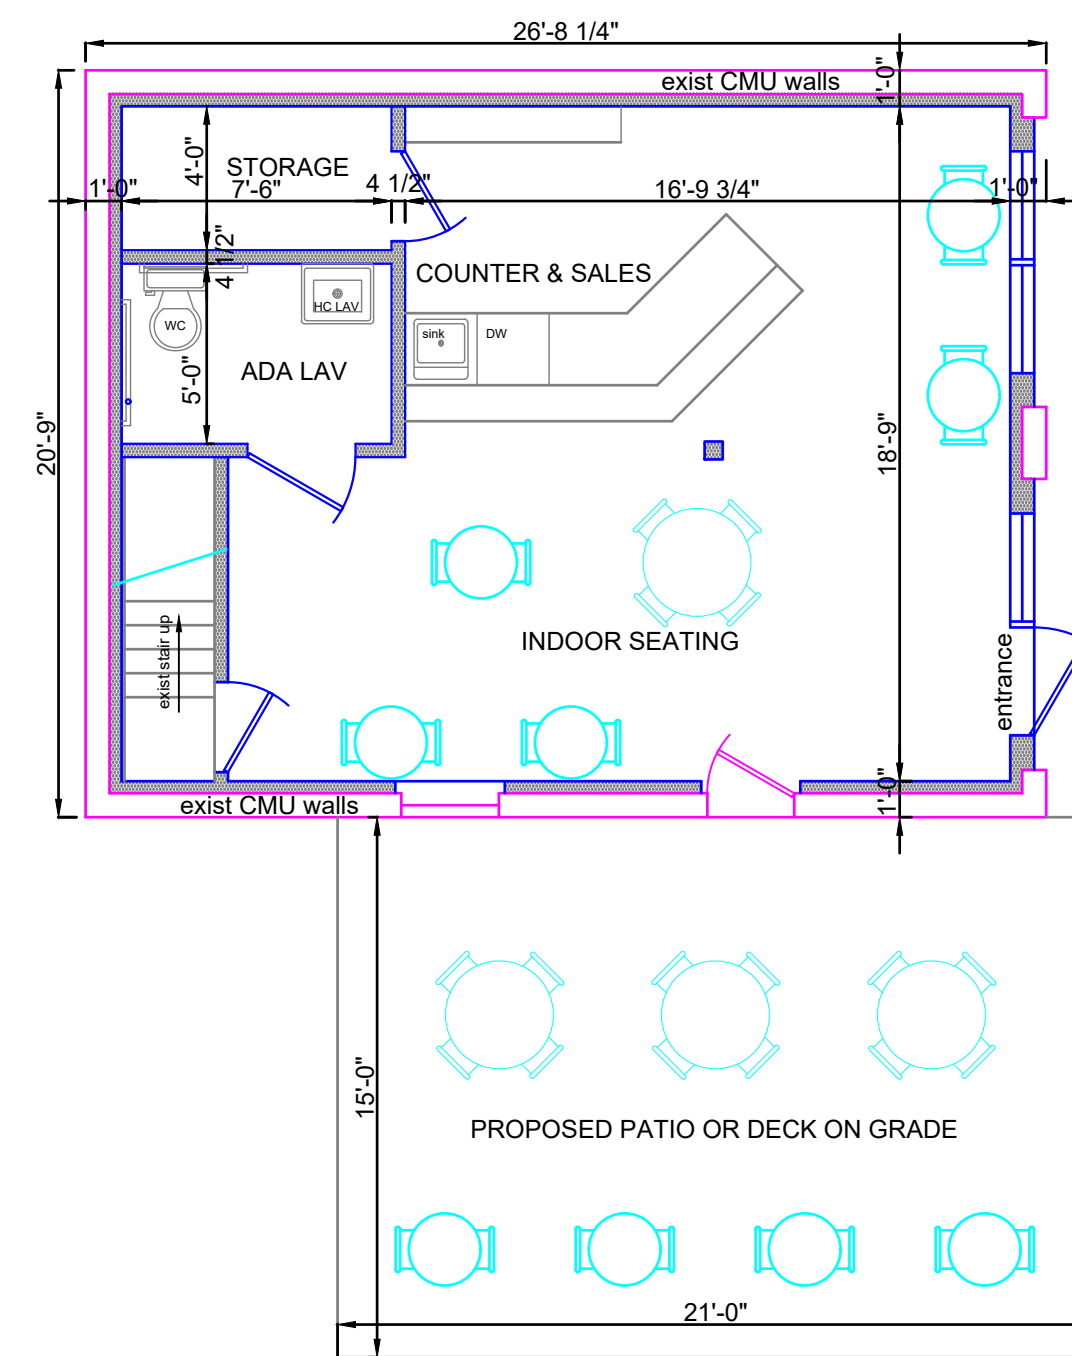 26'-8 1/4"
exist CMU walls
1'-0"
STORAGE
4'-0"
1'-0"
7'-6"
4 1/2"
16'-9 3/4"
1'-0"
4 1/2"
COUNTER & SALES
HC LAV
WC
sink
DW
ADA LAV
5'-0"
20'-9"
18'-9"
INDOOR SEATING
exist stair up
entrance
exist CMU walls
1'-0"
15'-0"
PROPOSED PATIO OR DECK ON GRADE
21'-0"